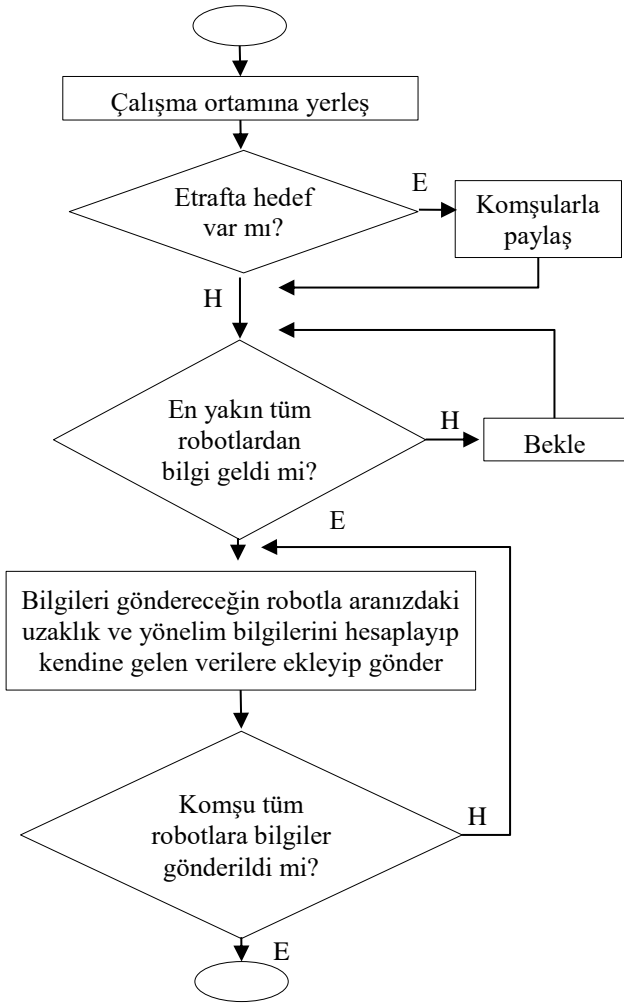 Çalışma ortamına yerleş
Etrafta hedef
var mı?
E
Komşularla
paylaş
H
En yakın tüm
robotlardan
bilgi geldi mi?
H
Bekle
E
Bilgileri göndereceğin robotla aranızdaki
uzaklık ve yönelim bilgilerini hesaplayıp
kendine gelen verilere ekleyip gönder
Komşu tüm
robotlara bilgiler
gönderildi mi?
H
E